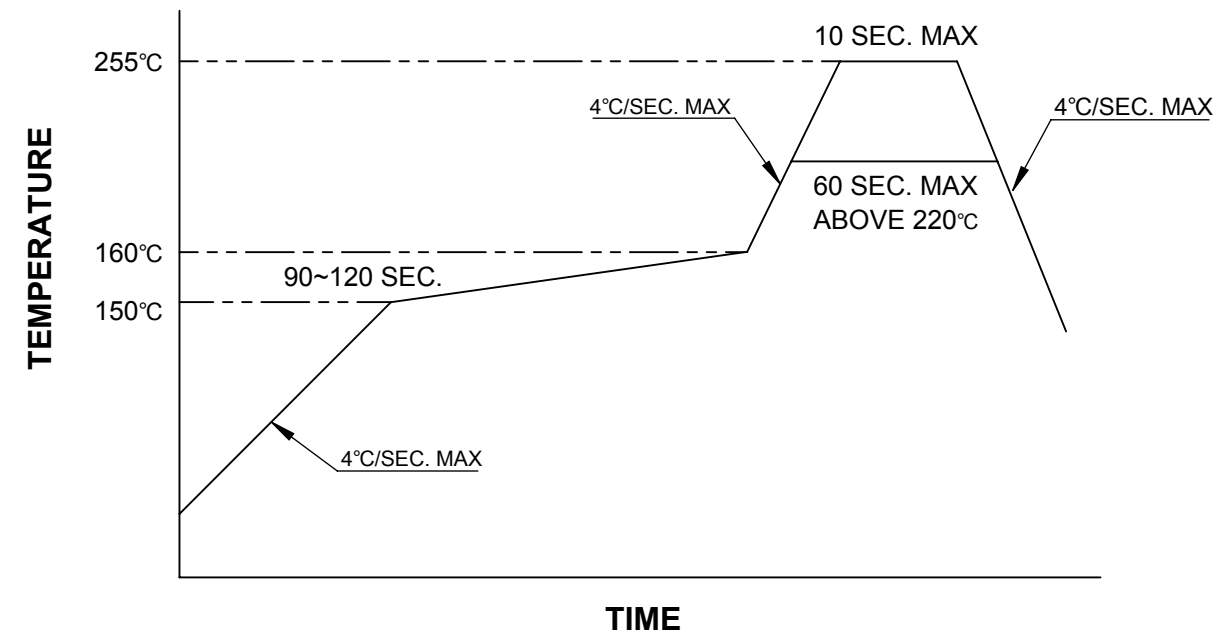 10 SEC. MAX
255℃
4℃/SEC. MAX
4℃/SEC. MAX
60 SEC. MAX
ABOVE 220℃
160℃
90~120 SEC.
150℃
4℃/SEC. MAX
TEMPERATURE
TIME